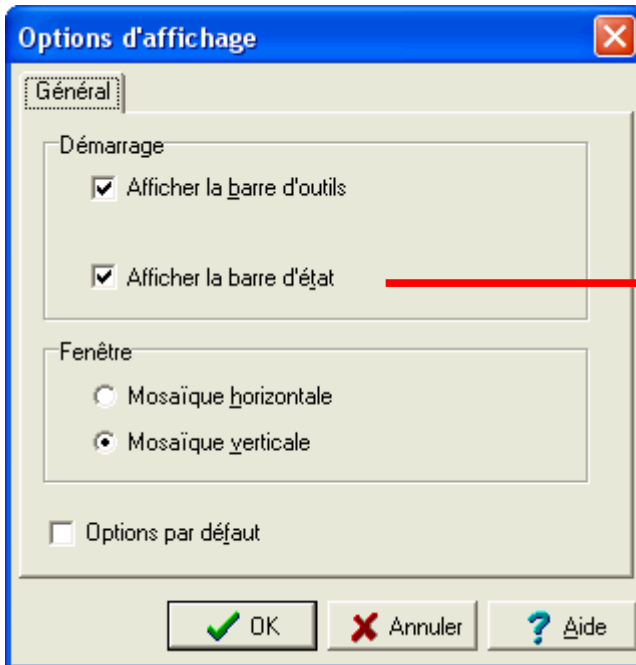 Options d'affichage
Général
Démarrage
Afficher la barre d'outils
Afficher la barre d'état
Fenêtre
Mosaïque horizontale
Mosaïque verticale
Options par défaut
OK Annuler Aide